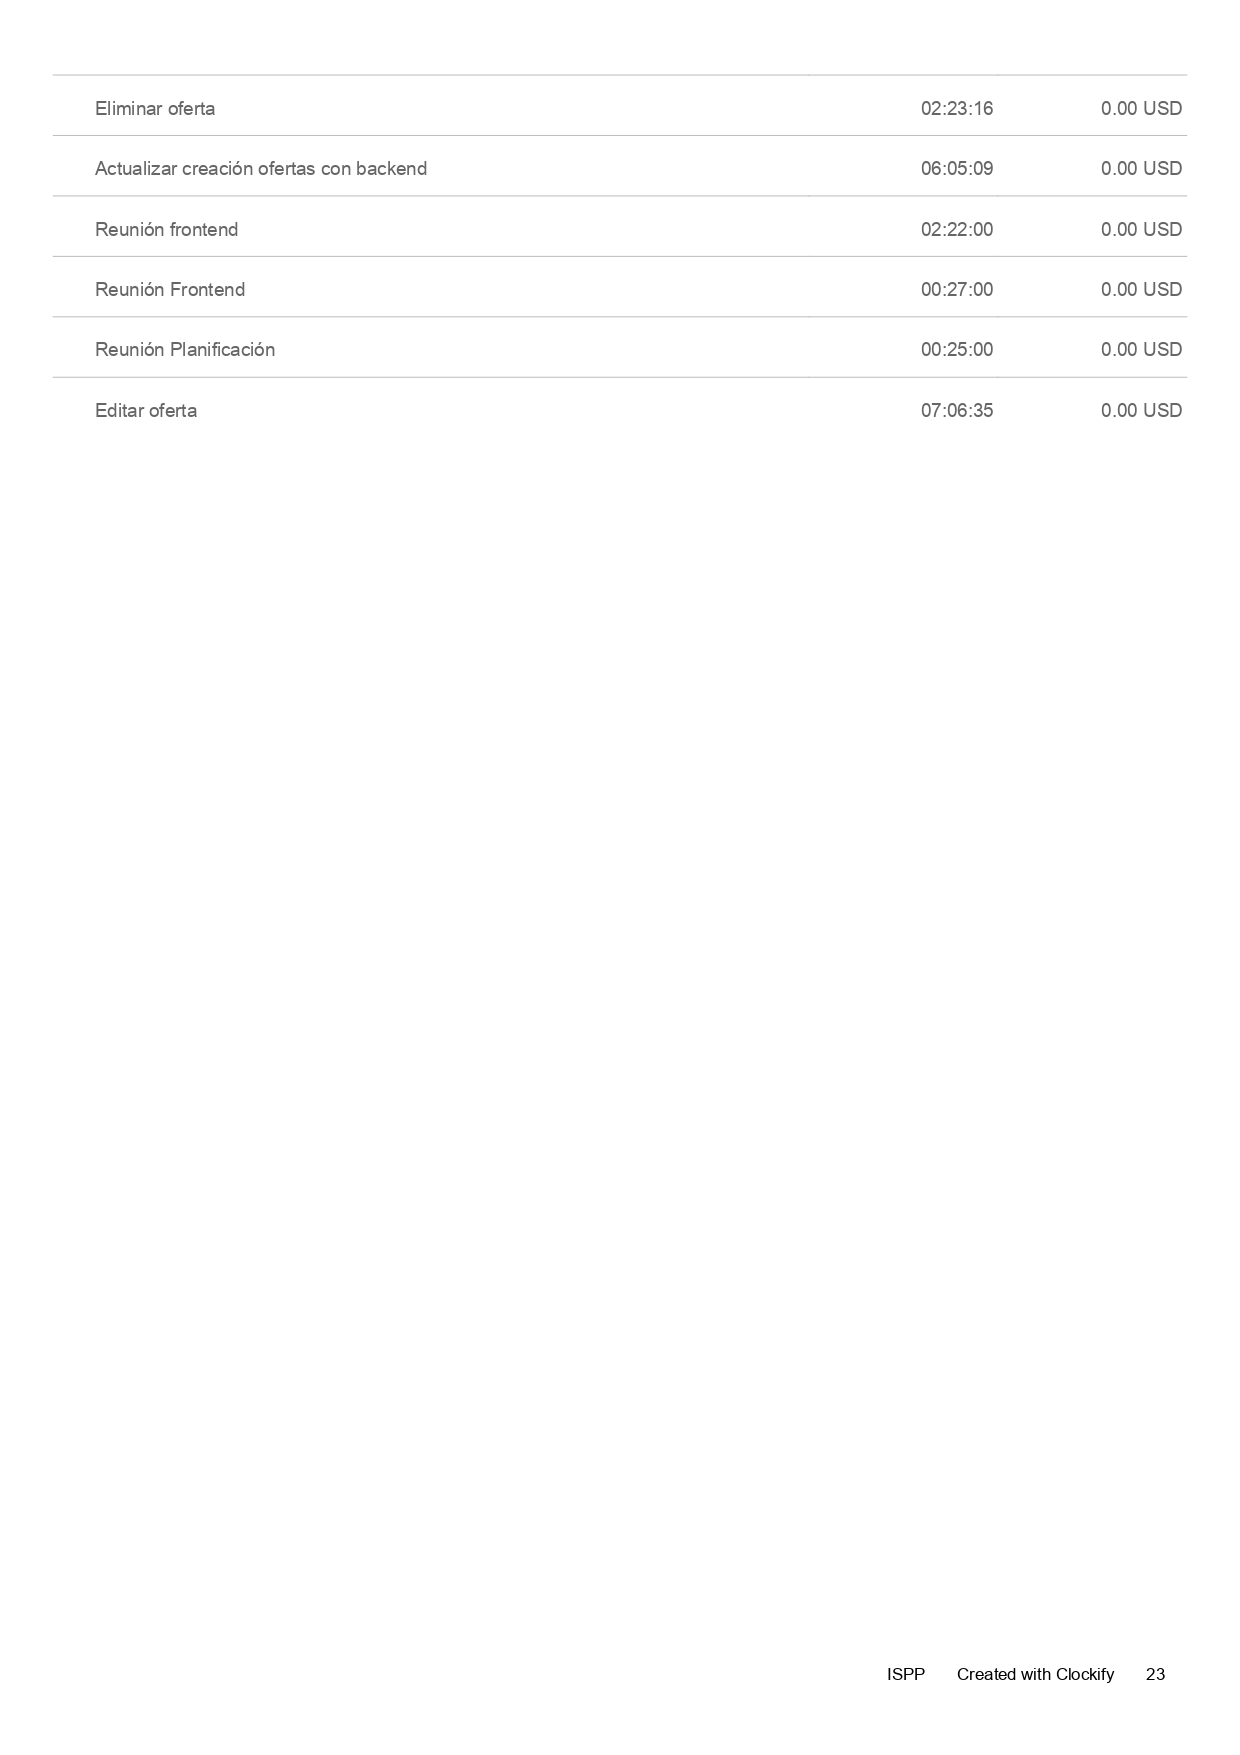 Eliminar oferta 02:23:16 0.00 USD
Actualizar creación ofertas con backend 06:05:09 0.00 USD
Reunión frontend 02:22:00 0.00 USD
Reunión Frontend 00:27:00 0.00 USD
Reunión Planificación 00:25:00 0.00 USD
Editar oferta 07:06:35 0.00 USD
ISPP Created with Clockify 23